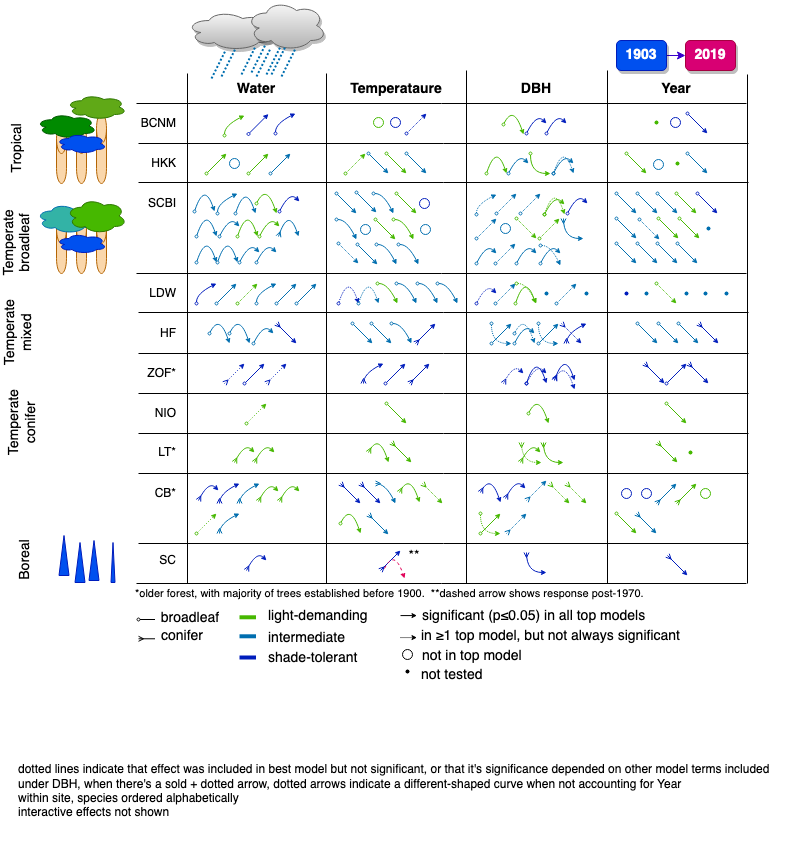 1903 2019
Water Temperataure DBH Year
Tropical
BCNM
HKK
Temperate
broadleaf
SCBI
Temperate
mixed
LDW
HF
ZOF*
Temperate
conifer
NIO
LT*
CB*
Boreal
SC **
*older forest, with majority of trees established before 1900. **dashed arrow shows response post-1970.
broadleaf light-demanding significant (p≤0.05) in all top models
conifer intermediate in ≥1 top model, but not always significant
shade-tolerant not in top model
not tested
dotted lines indicate that effect was included in best model but not significant, or that it's significance depended on other model terms included
under DBH, when there's a sold + dotted arrow, dotted arrows indicate a different-shaped curve when not accounting for Year
within site, species ordered alphabetically
interactive effects not shown